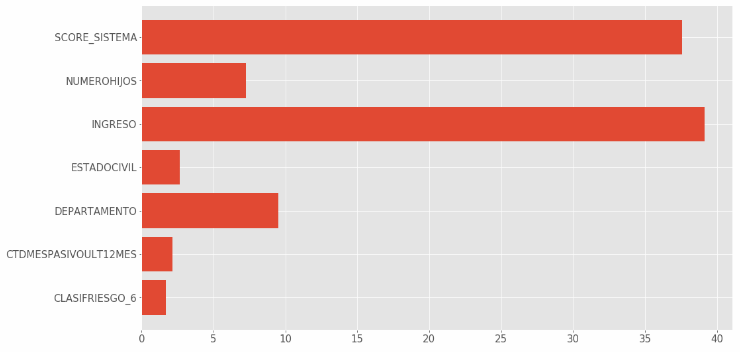 SCORE_SISTEMA
NUMEROHIJOS
INGRESO
ESTADOCIVIL
DEPARTAMENTO
CTDMESPASIVOULT12MES
CLASIFRIESGO_6
0 5 10 15 20 25 30 35 40